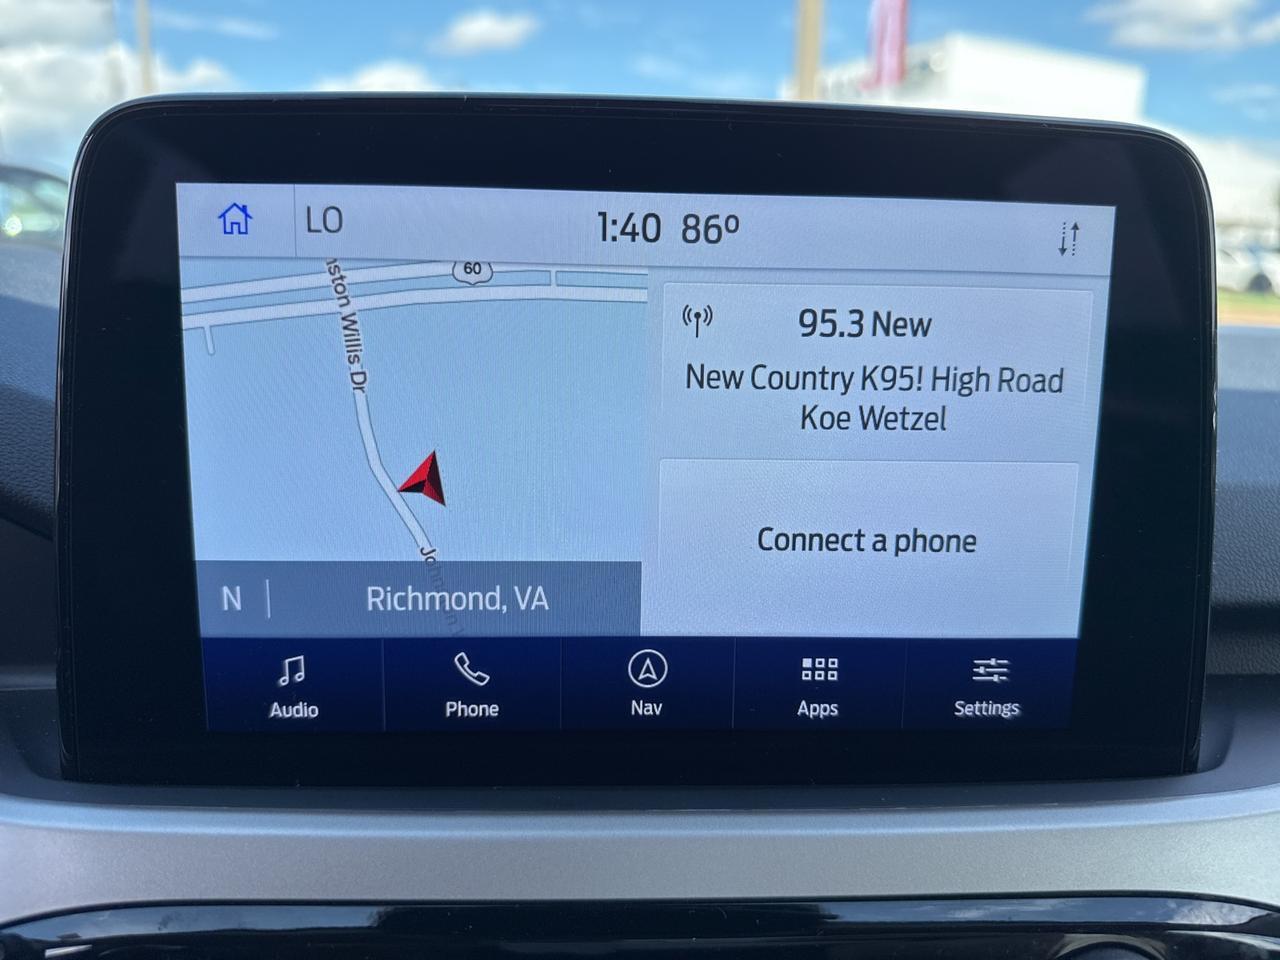 LO
1:40 86º
60
ston Willis Dr
95.3 New
New Country K95! High Road
Koe Wetzel
Connect a phone
N
Richmond, VA
Audio
Phone
Nav
Apps
Settings